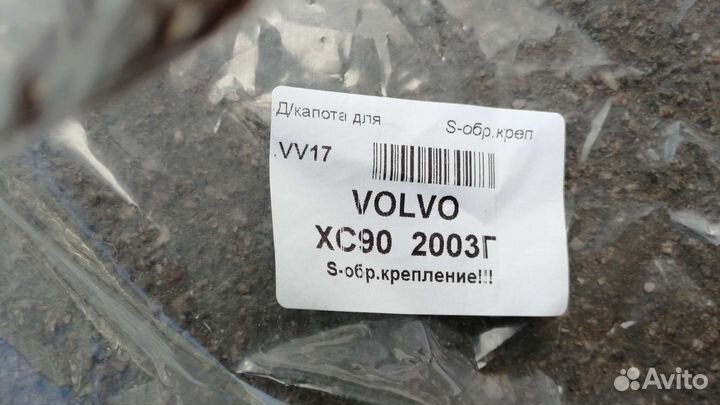 Д/капота для S-обр.креп
VV17
VOLVO
XC90 2003Г
S-обр.крепление!!!
Avito